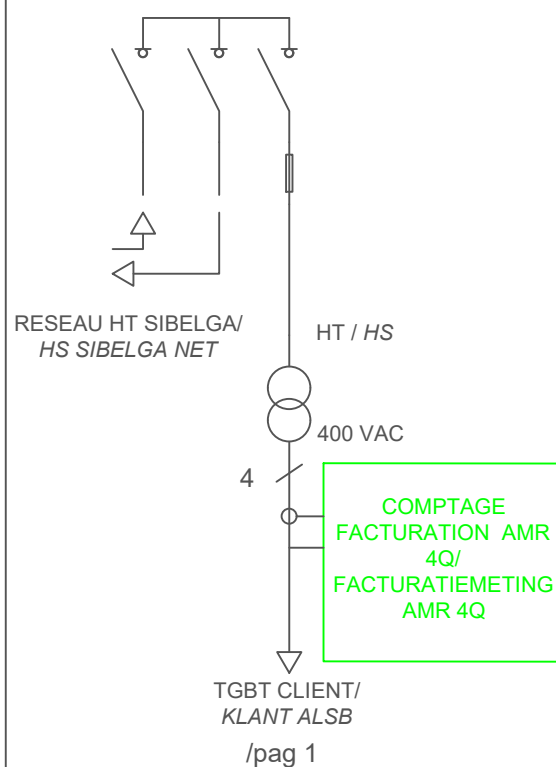 RESEAU HT SIBELGA/
HS SIBELGA NET
HT / HS
400 VAC
4
COMPTAGE
FACTURATION AMR
4Q/
FACTURATIEMETING
AMR 4Q
TGBT CLIENT/
KLANT ALSB
/pag 1